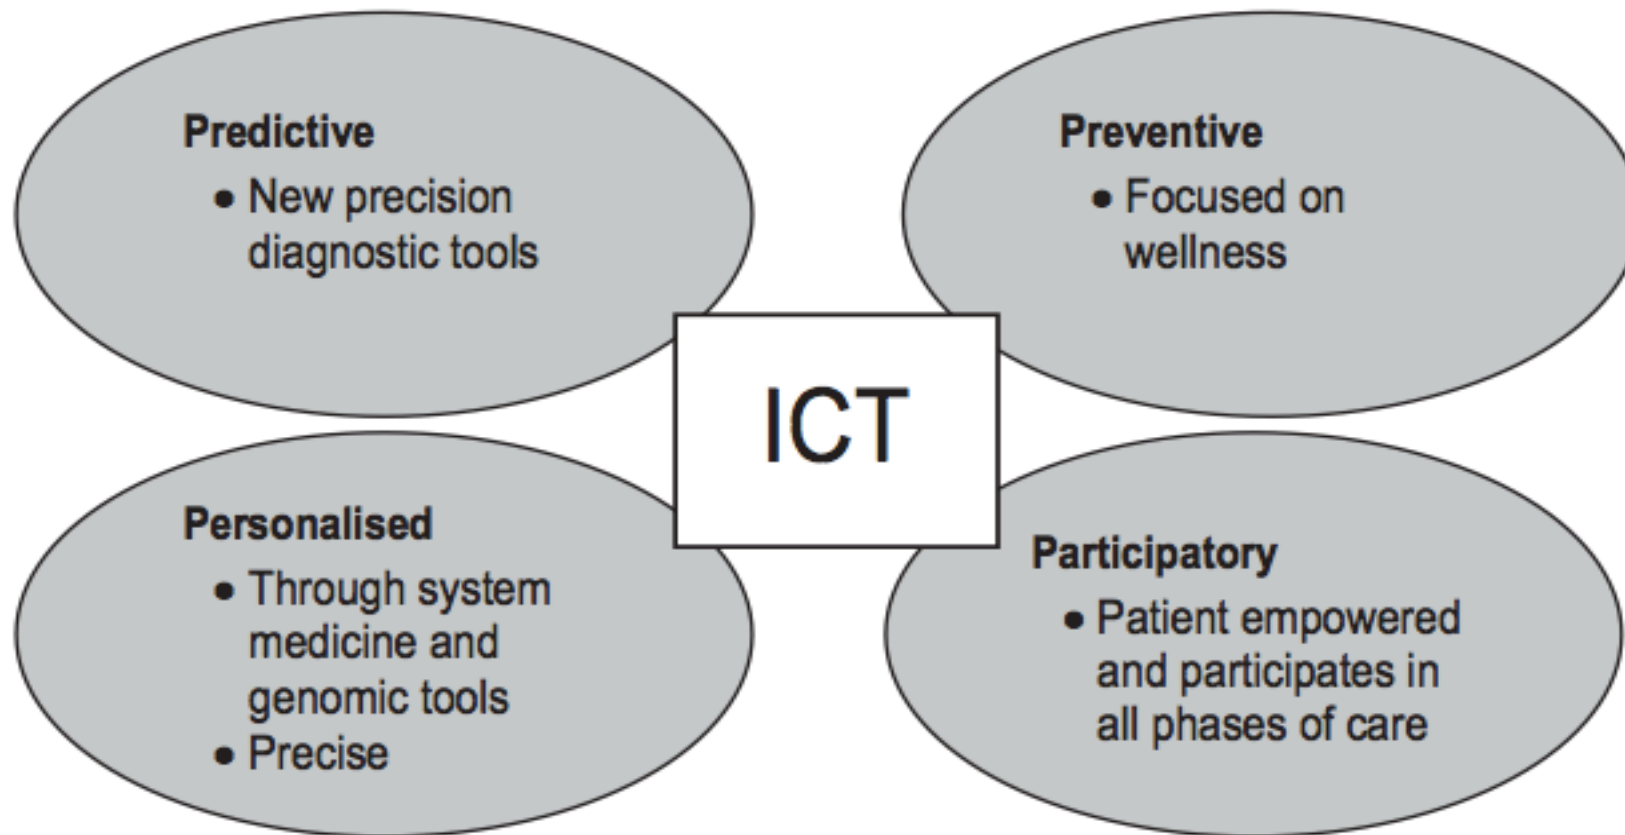 Predictive
● New precision
diagnostic tools
Preventive
● Focused on
wellness
ICT
Personalised
● Through system
medicine and
genomic tools
● Precise
Participatory
● Patient empowered
and participates in
all phases of care